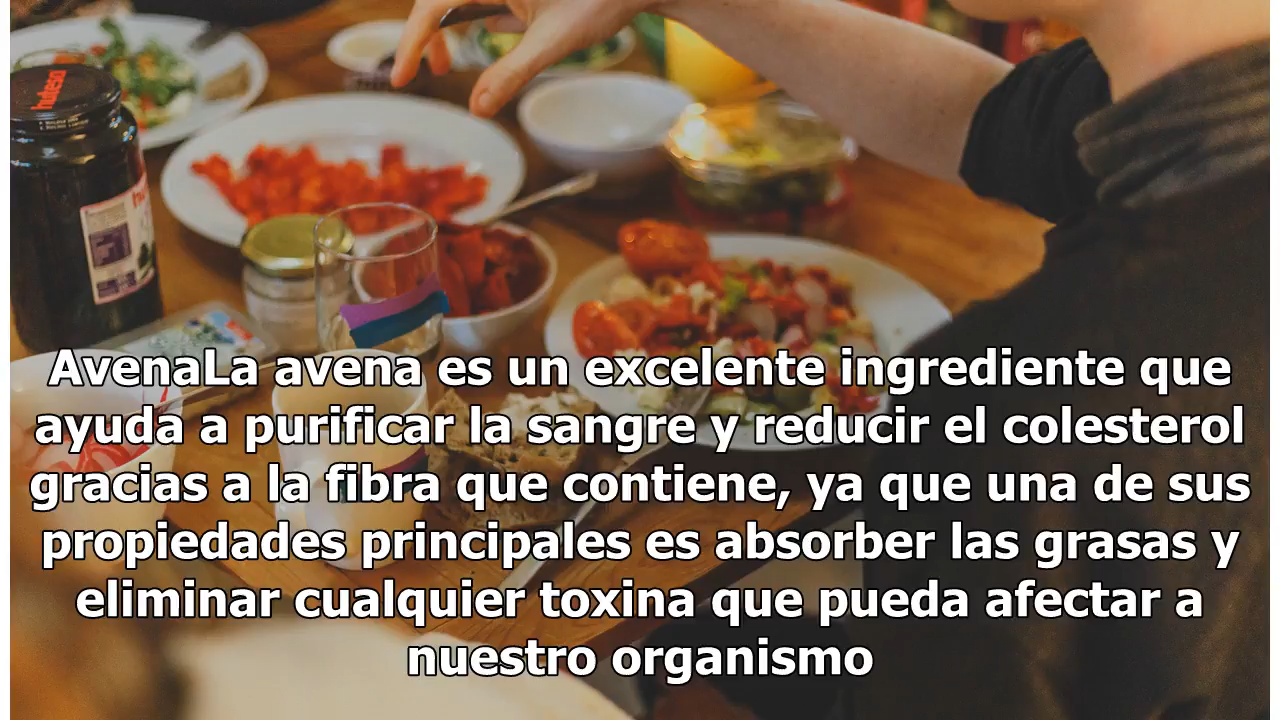 hutesa
AvenaLa avena es un excelente ingrediente que
ayuda a purificar la sangre y reducir el colesterol
gracias a la fibra que contiene, ya que una de sus
propiedades principales es absorber las grasas y
eliminar cualquier toxina que pueda afectar a
nuestro organismo